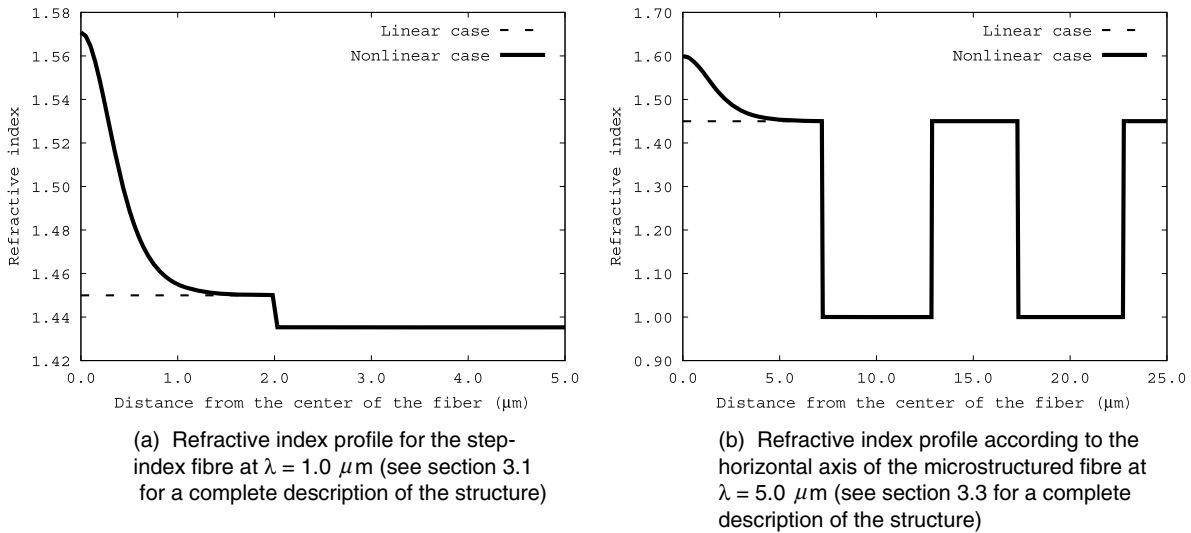 1.58
1.56
1.54
1.52
1.50
1.48
1.46
1.44
1.42
Refractive index
0.0 1.0 2.0 3.0 4.0 5.0
Distance from the center of the fiber (μm)
Linear case
Nonlinear case
(a) Refractive index profile for the step-
index fibre at λ = 1.0 μm (see section 3.1
for a complete description of the structure)
1.70
1.60
1.50
1.40
1.30
1.20
1.10
1.00
0.90
Refractive index
0.0 5.0 10.0 15.0 20.0 25.0
Distance from the center of the fiber (μm)
Linear case
Nonlinear case
(b) Refractive index profile according to the
horizontal axis of the microstructured fibre at
λ = 5.0 μm (see section 3.3 for a complete
description of the structure)